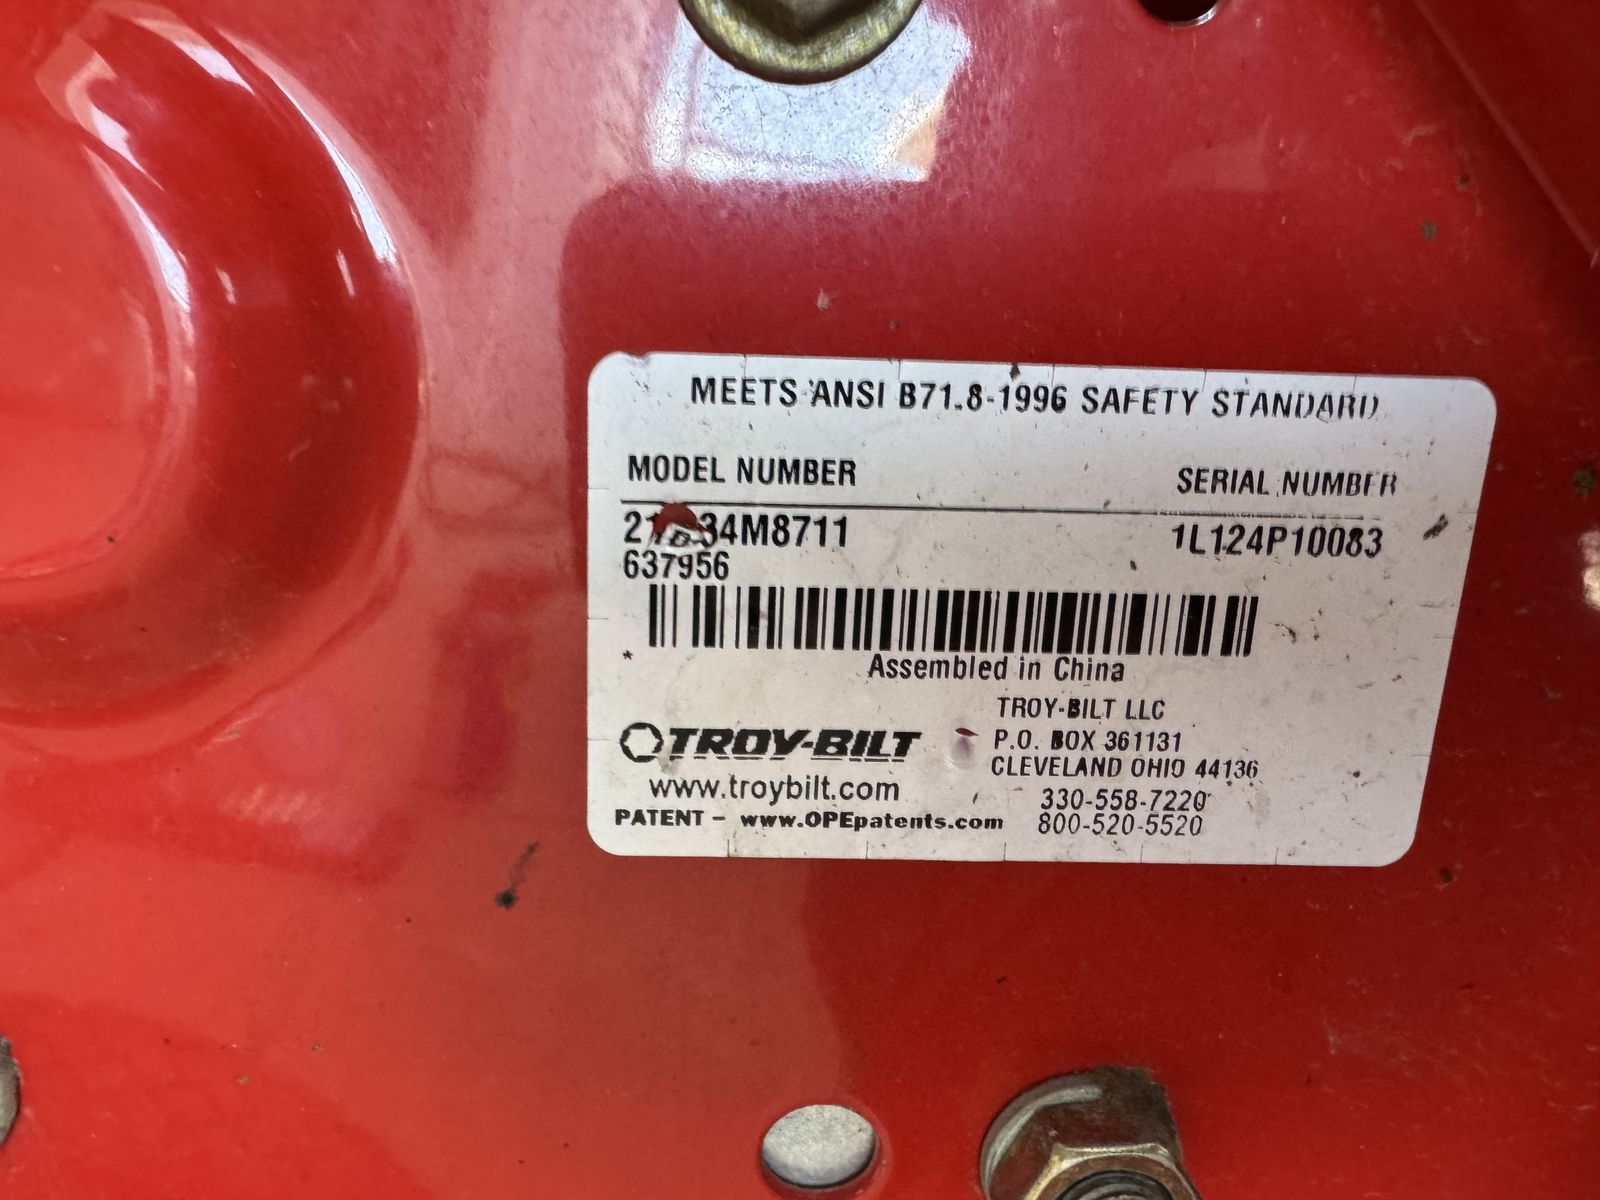 MEETS ANSI B71.8-1996 SAFETY STANDARD
MODEL NUMBER SERIAL NUMBER
1L124P10083
637956
Assembled in China
TROY-BILT LLC
P.O. BOX 361131
CLEVELAND OHIO 44136
330-558-7220
800-520-5520
TROY-BILT
www.troybilt.com
PATENT - www.OPEpatents.com